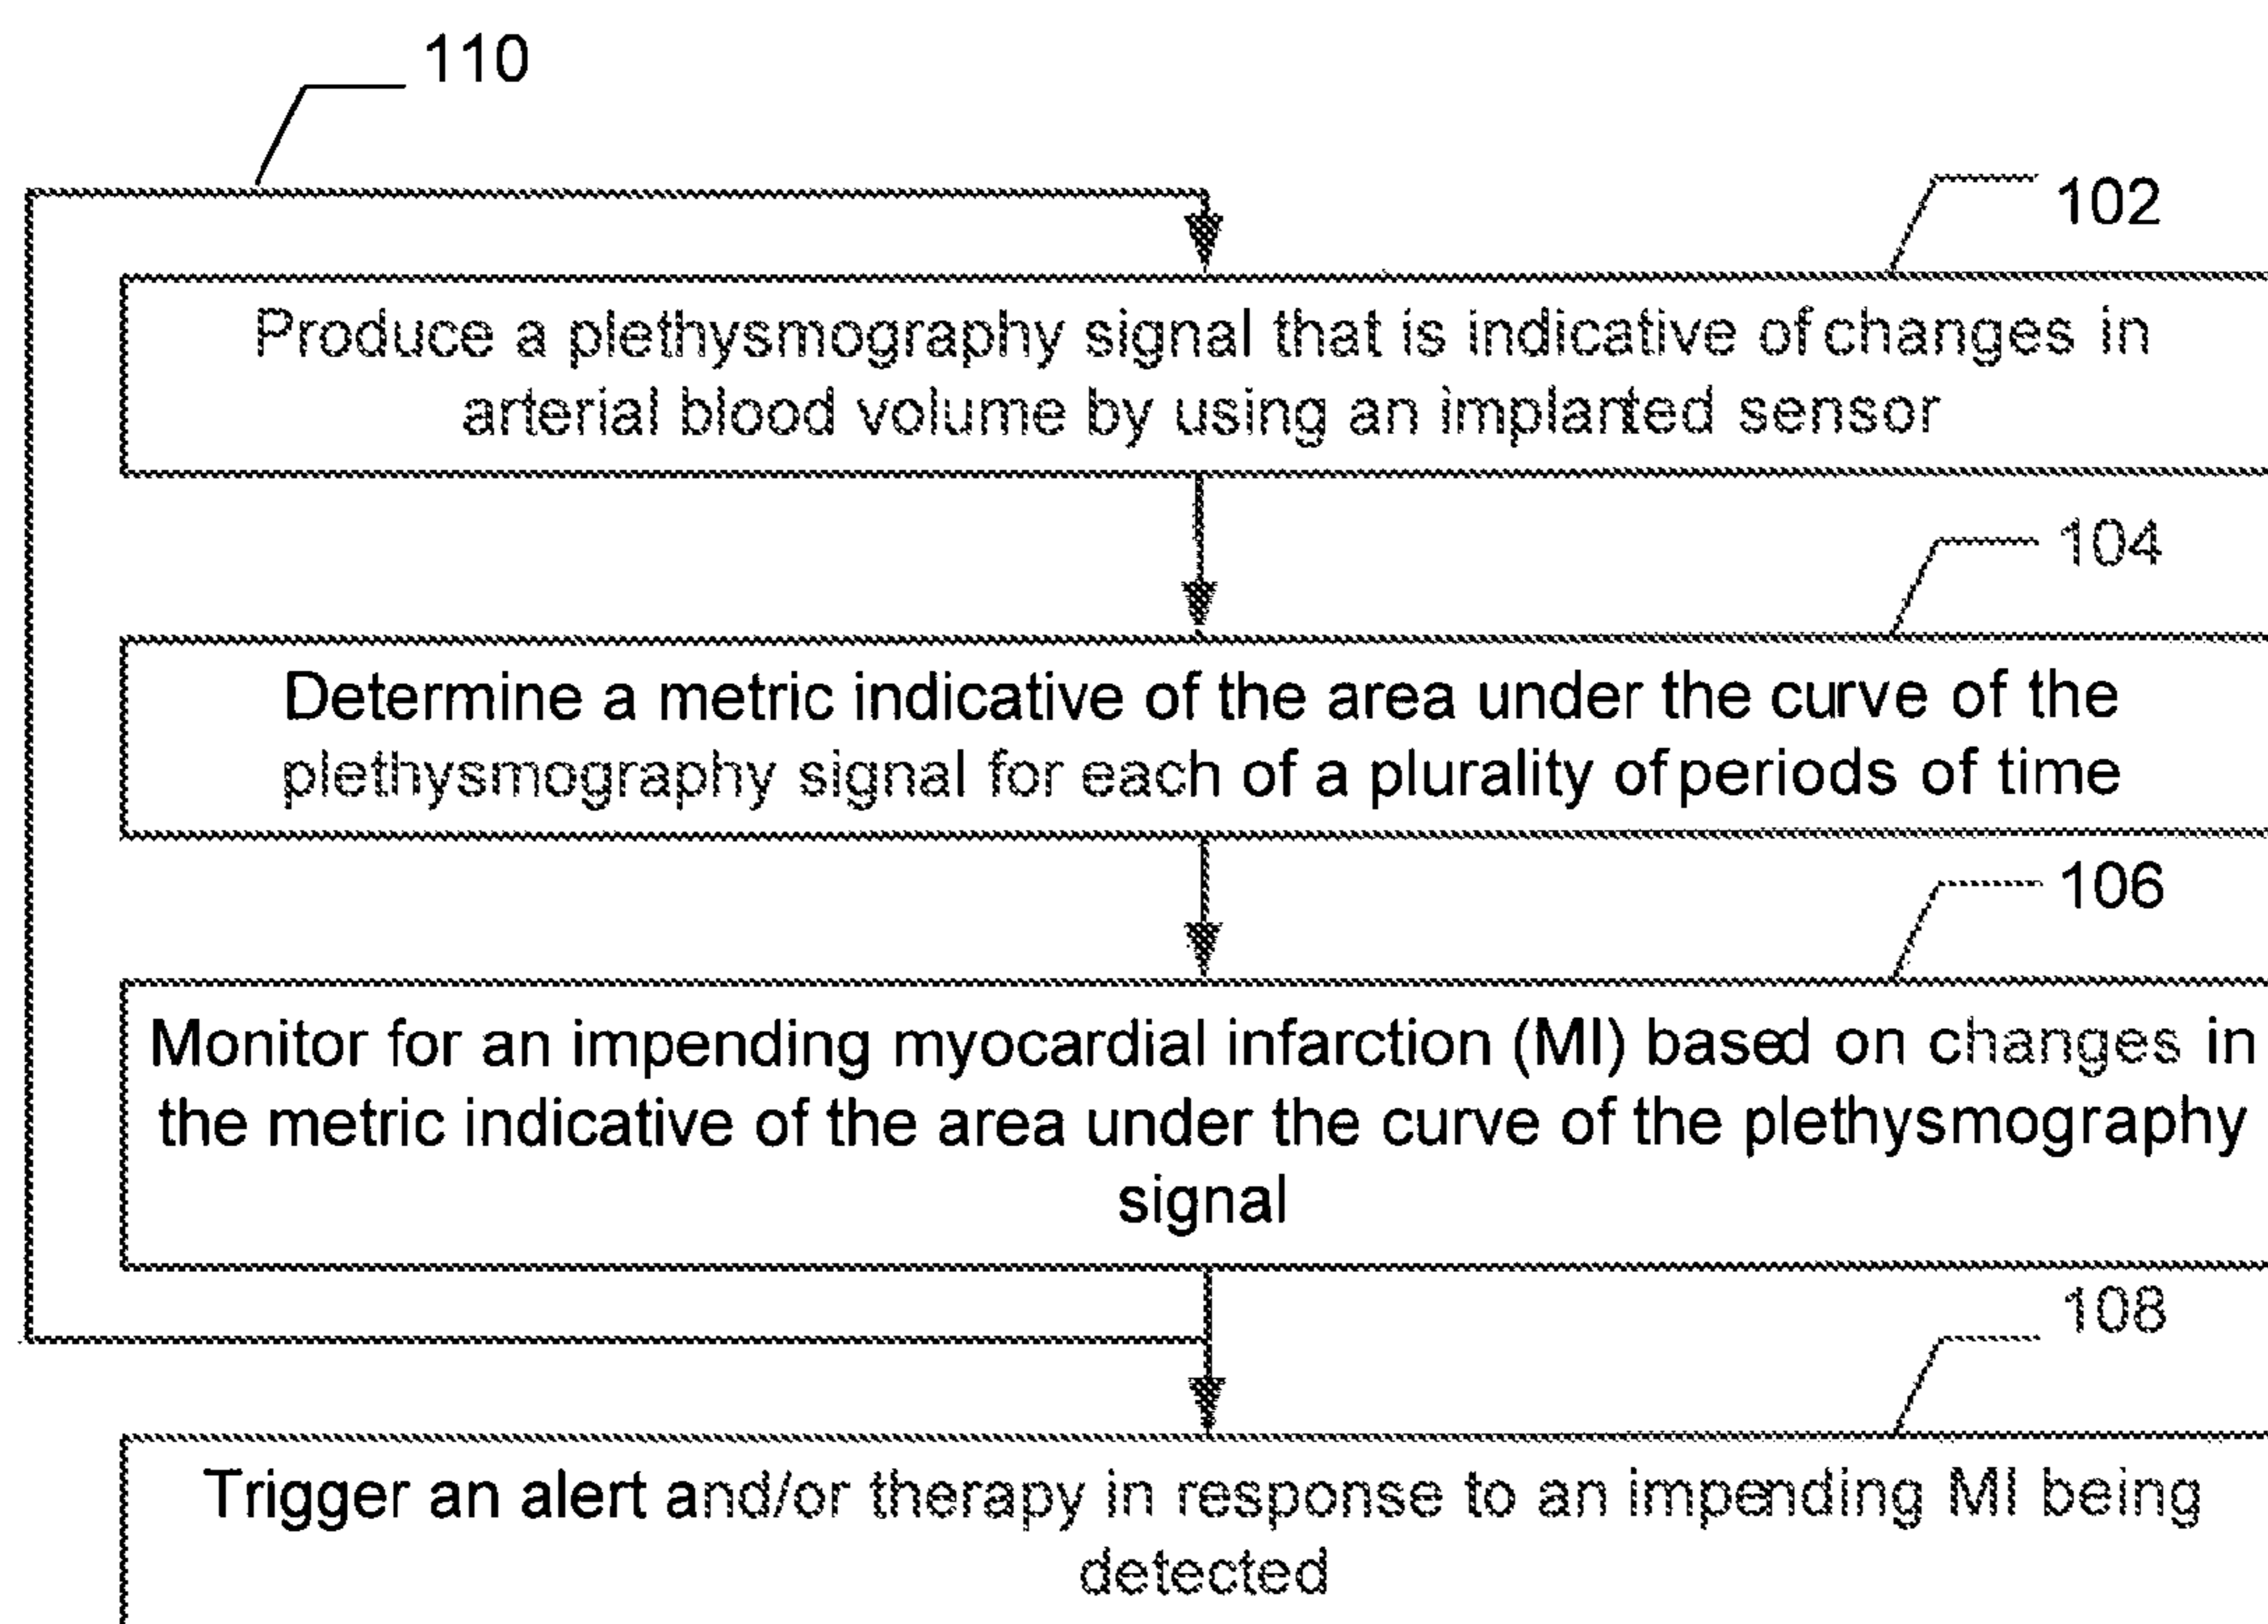 110
102
Produce a plethysmography signal that is indicative of changes in
arterial blood volume by using an implanted sensor
104
Determine a metric indicative of the area under the curve of the
plethysmography signal for each of a plurality of periods of time
106
Monitor for an impending myocardial infarction (MI) based on changes in
the metric indicative of the area under the curve of the plethysmography
signal
108
Trigger an alert and/or therapy in response to an impending MI being
detected